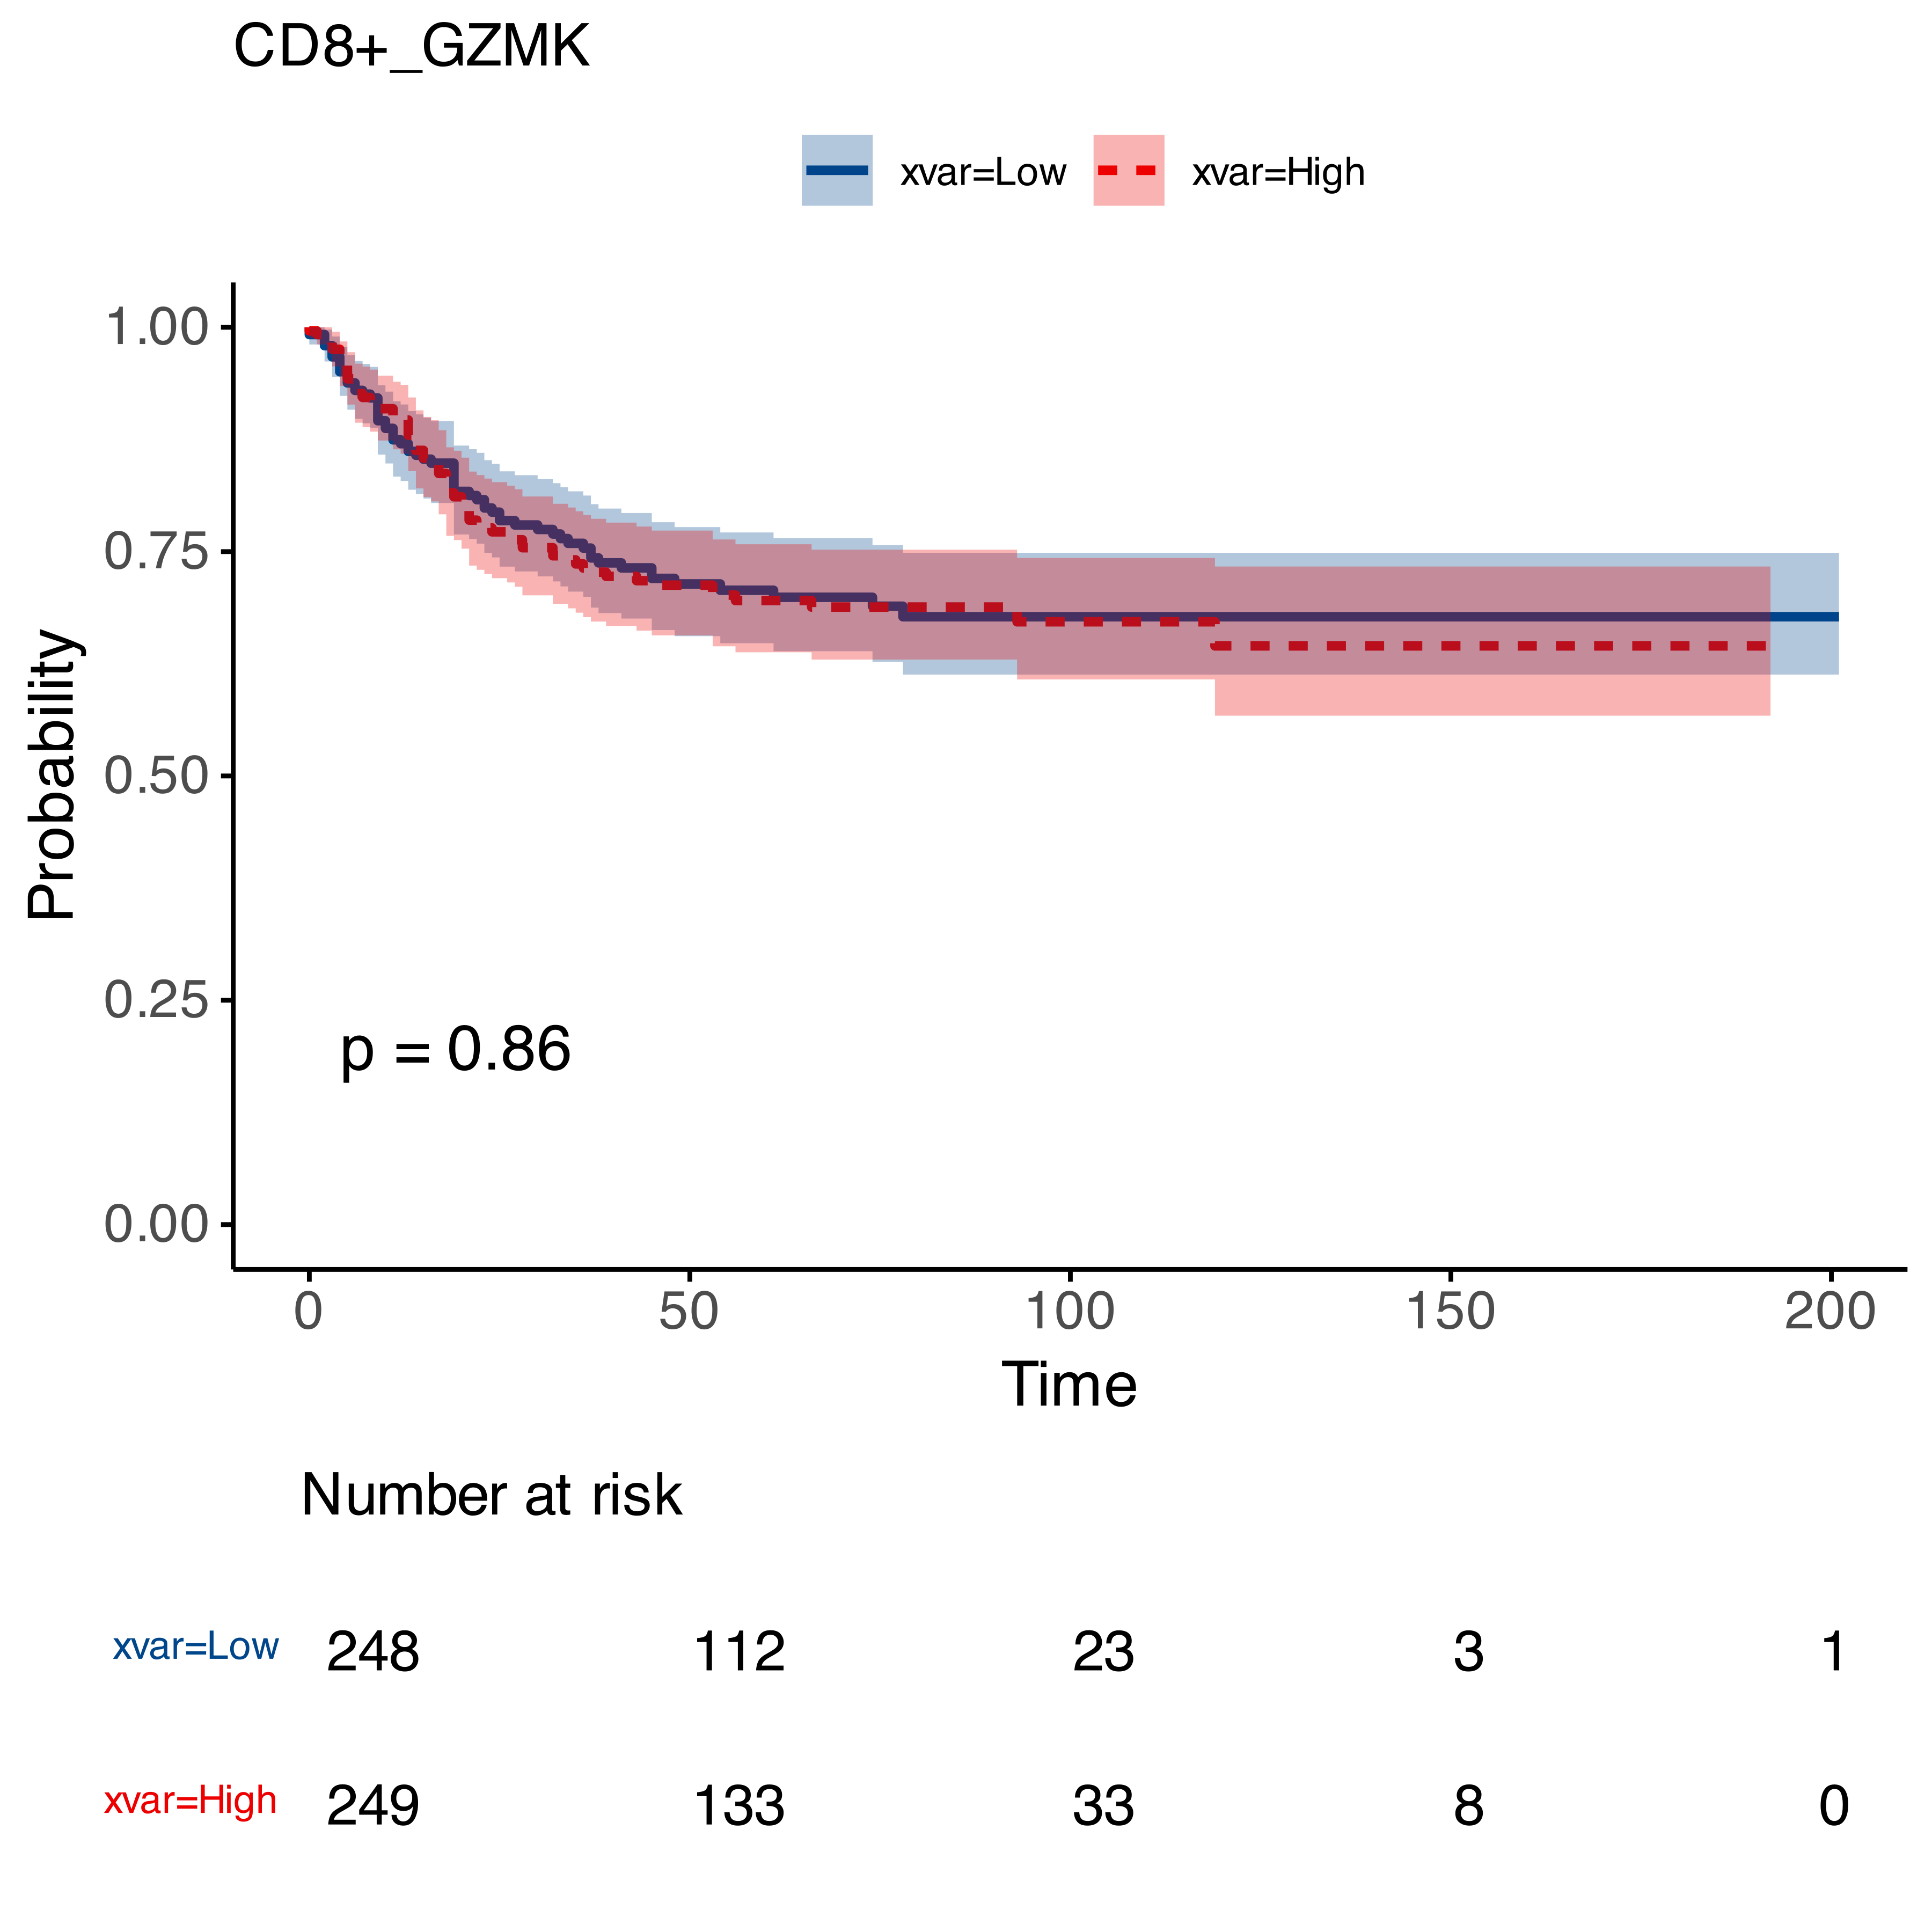 CD8+_GZMK
xvar=Low xvar=High
1.00
0.75
0.50
0.25
0.00
Probability
p = 0.86
0 50 100 150 200
Time
Number at risk
xvar=Low 248 112 23 3 1
xvar=High 249 133 33 8 0